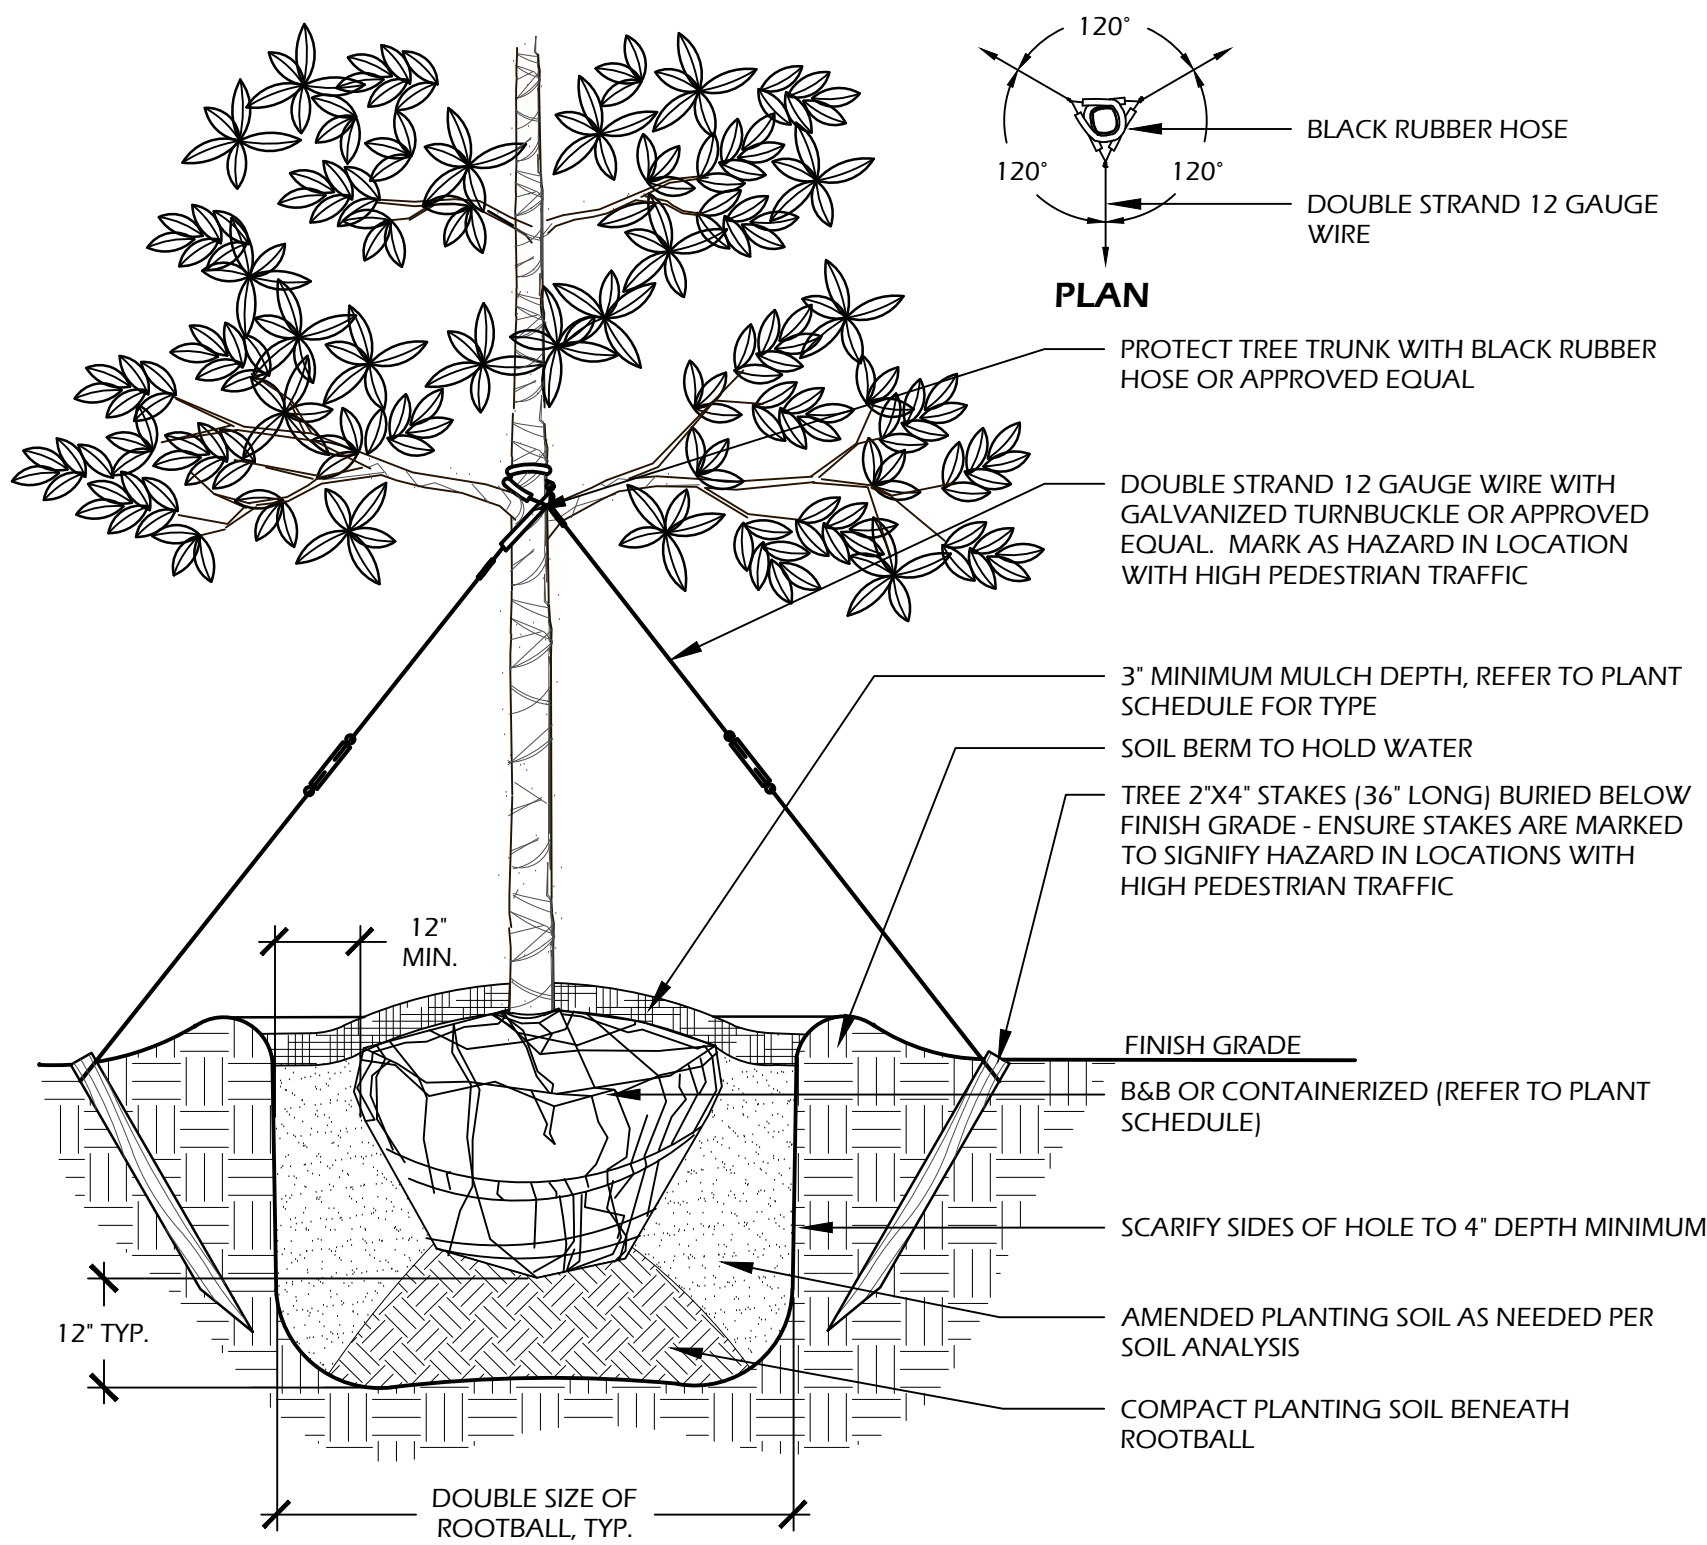 120°
BLACK RUBBER HOSE
120°
120°
DOUBLE STRAND 12 GAUGE
WIRE
PLAN
PROTECT TREE TRUNK WITH BLACK RUBBER
HOSE OR APPROVED EQUAL
DOUBLE STRAND 12 GAUGE WIRE WITH
GALVANIZED TURNBUCKLE OR APPROVED
EQUAL.  MARK AS HAZARD IN LOCATION
WITH HIGH PEDESTRIAN TRAFFIC
3" MINIMUM MULCH DEPTH, REFER TO PLANT
SCHEDULE FOR TYPE
SOIL BERM TO HOLD WATER
TREE 2"X4" STAKES (36" LONG) BURIED BELOW
FINISH GRADE - ENSURE STAKES ARE MARKED
TO SIGNIFY HAZARD IN LOCATIONS WITH
HIGH PEDESTRIAN TRAFFIC
12"
MIN.
FINISH GRADE
B&B OR CONTAINERIZED (REFER TO PLANT
SCHEDULE)
SCARIFY SIDES OF HOLE TO 4" DEPTH MINIMUM
12" TYP.
AMENDED PLANTING SOIL AS NEEDED PER
SOIL ANALYSIS
COMPACT PLANTING SOIL BENEATH
ROOTBALL
DOUBLE SIZE OF
ROOTBALL, TYP.